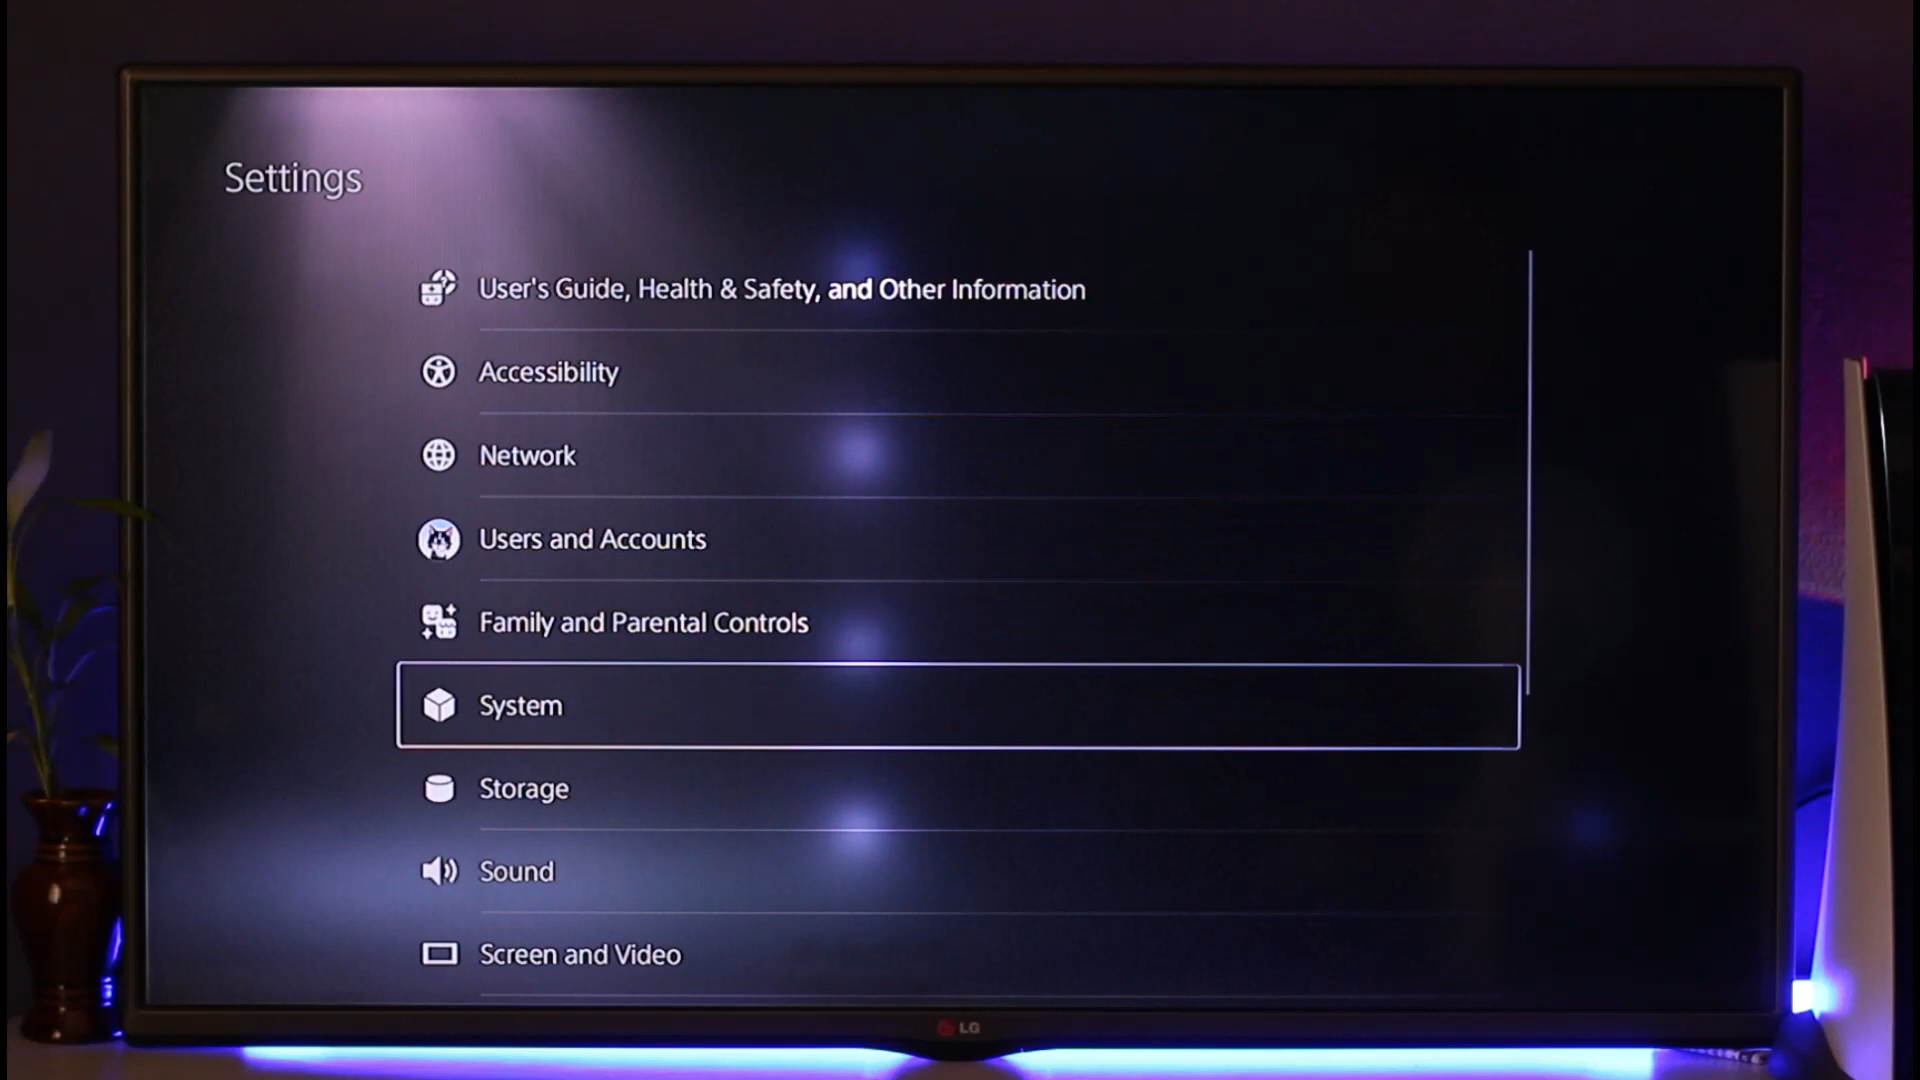 Settings
User's Guide, Health & Safety, and Other Information
Accessibility
Network
Users and Accounts
Family and Parental Controls
System
Storage
Sound
Screen and Video
LG